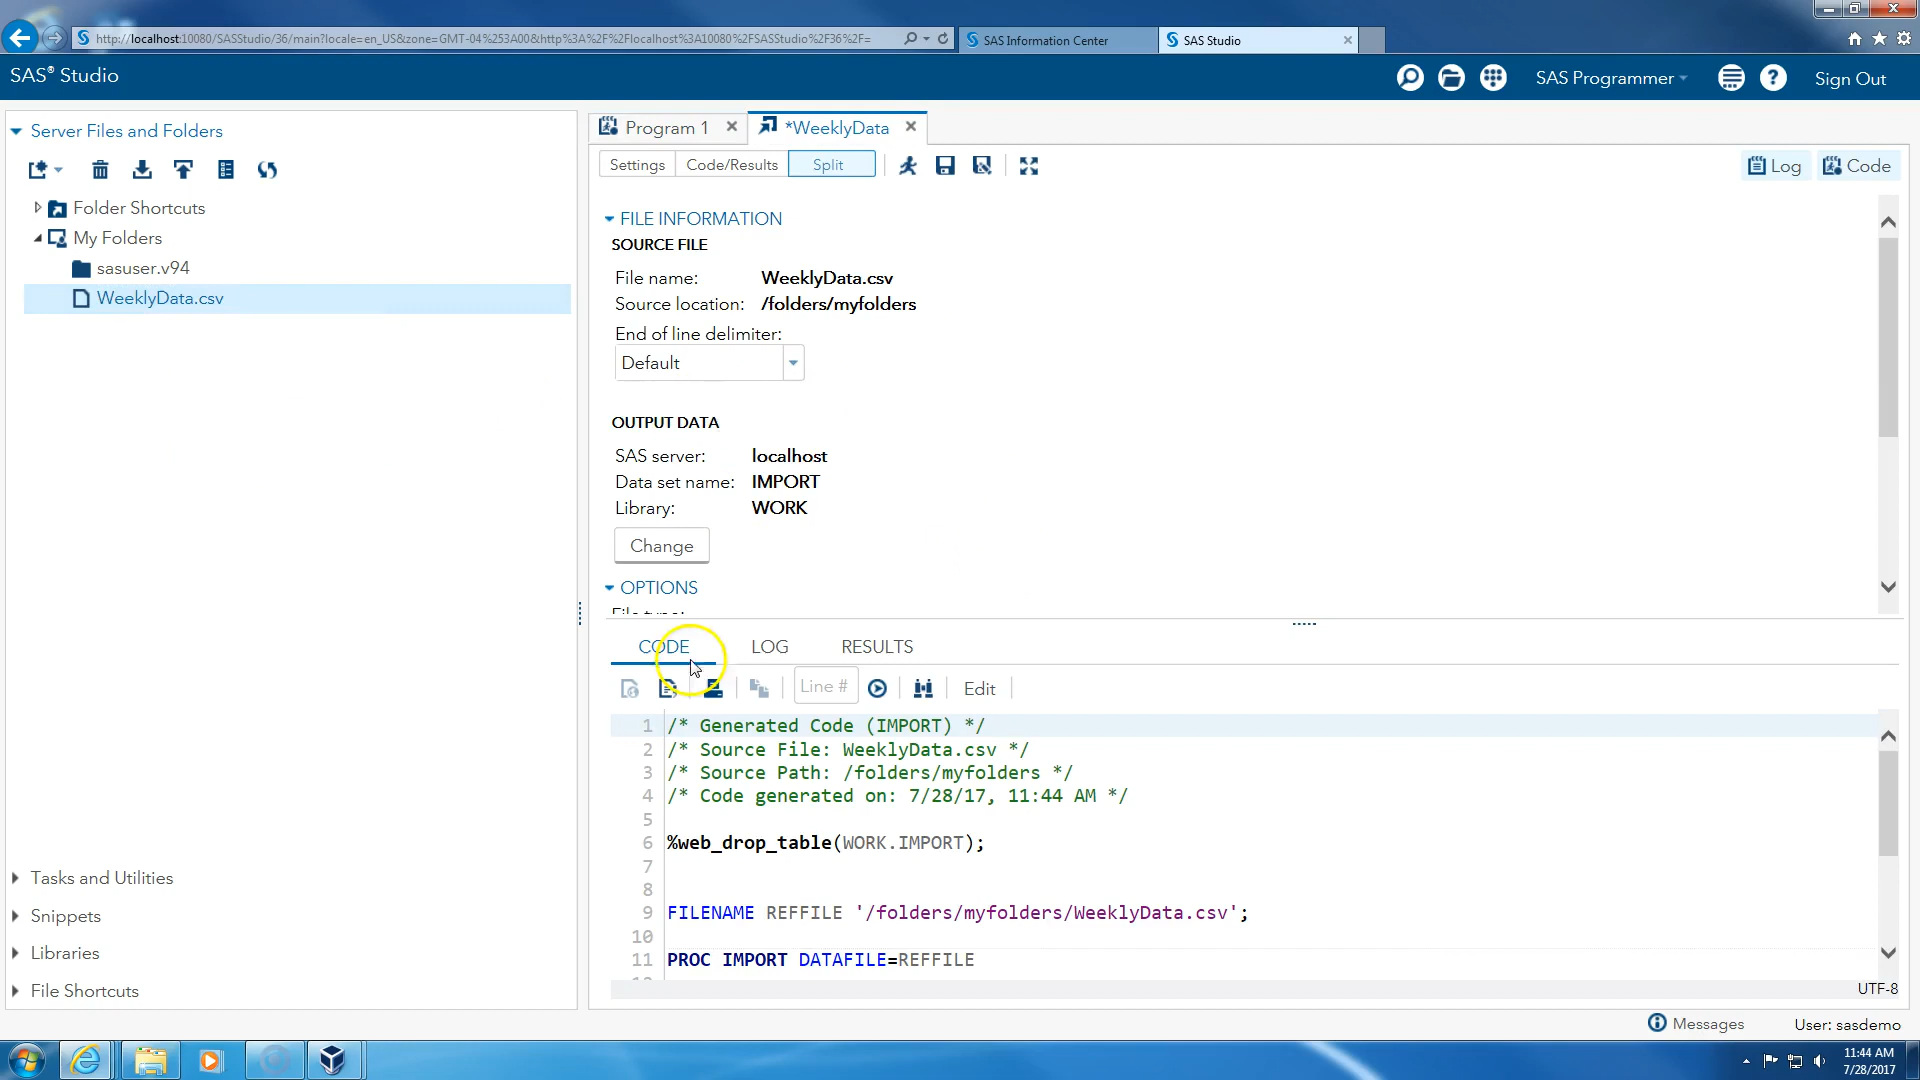 http://localhost:10080/SASStudio/36/main?locale=en_US&zone=GMT-04%253A00&http%3A%2F%2Flocalhost%3A10080%2FSASStudio%2F36%2F=
SAS Information Center
SAS Studio
SAS® Studio
SAS Programmer
Sign Out
Server Files and Folders
Folder Shortcuts
My Folders
sasuser.v94
WeeklyData.csv
Tasks and Utilities
Snippets
Libraries
File Shortcuts
Program 1
*WeeklyData
Settings
Code/Results
Split
Log
Code
FILE INFORMATION
SOURCE FILE
File name: WeeklyData.csv
Source location: /folders/myfolders
End of line delimiter:
Default
OUTPUT DATA
SAS server: localhost
Data set name: IMPORT
Library: WORK
Change
OPTIONS
File type:
CODE
LOG
RESULTS
Line #
Edit
1 /* Generated Code (IMPORT) */
2 /* Source File: WeeklyData.csv */
3 /* Source Path: /folders/myfolders */
4 /* Code generated on: 7/28/17, 11:44 AM */
5
6 %web_drop_table(WORK.IMPORT);
7
8
9 FILENAME REFFILE '/folders/myfolders/WeeklyData.csv';
10
11 PROC IMPORT DATAFILE=REFFILE
UTF-8
Messages
User: sasdemo
11:44 AM
7/28/2017